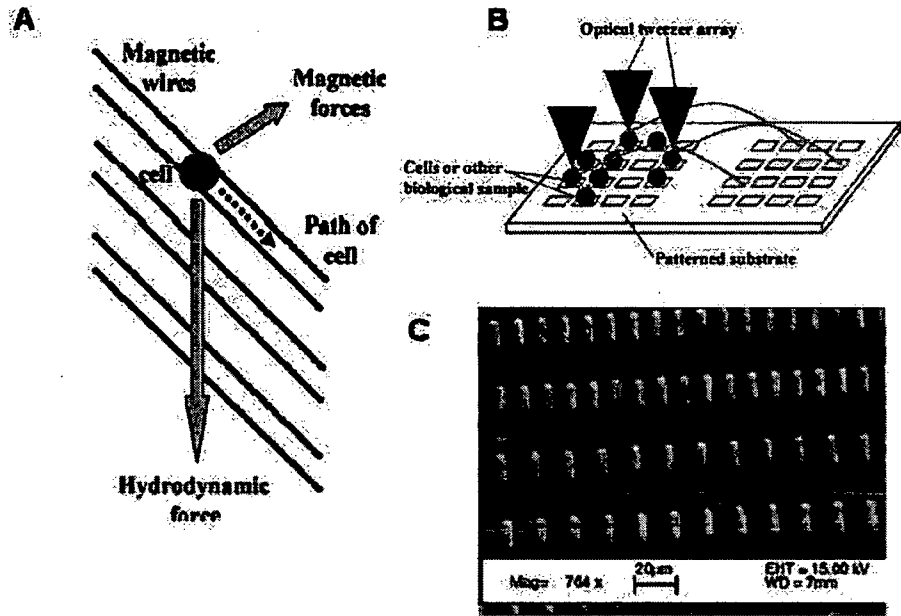 A
Magnetic
wires
Magnetic
forces
cell
Path of
cell
Hydrodynamic
force
B
Optical tweezer array
Cells or other
biological sample
Patterned substrate
C
Mag= 764 x
20µm
EHT = 15.00 kV
WD = 7mm